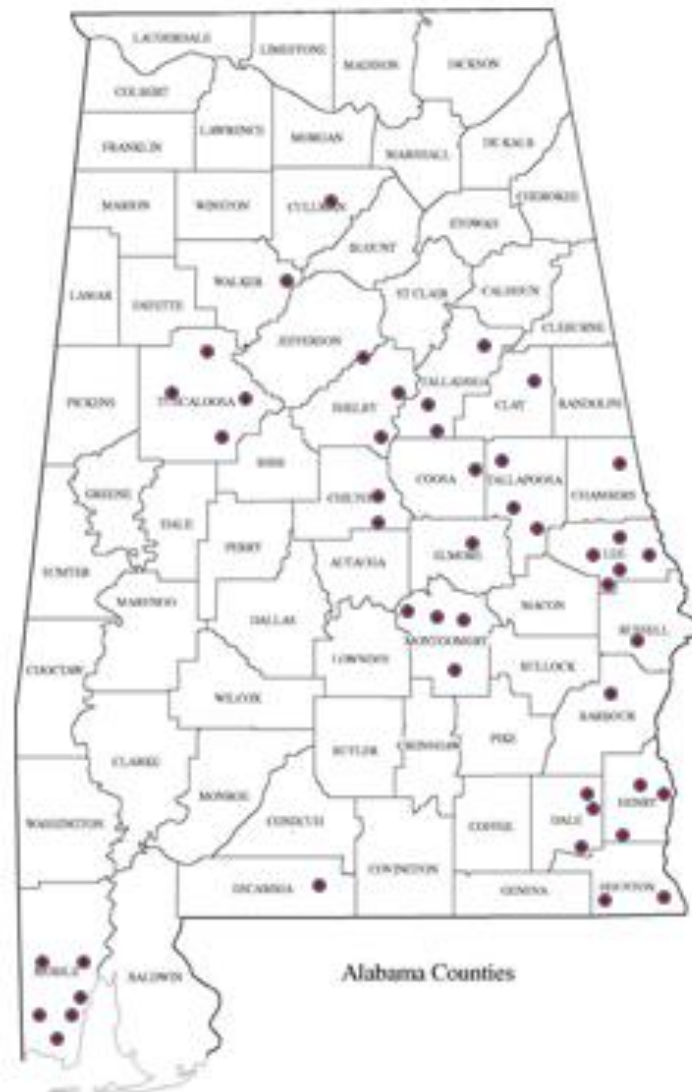 LAUDERDALE
LIMESTONE
MADISON
JACKSON
COLBERT
LAWRENCE
MORGAN
FRANKLIN
MARSHALL
DE KALB
CHEROKEE
MARION
WINSTON
CULLMAN
ETOWAH
BLOUNT
WALKER
ST CLAIR
CALHOUN
LAMAR
FAYETTE
JEFFERSON
CLEBURNE
TALLADEGA
PICKENS
TUSCALOOSA
SHELBY
CLAY
RANDOLPH
BIBB
COOSA
TALLAPOOSA
CHAMBERS
GREENE
HALE
CHILTON
PERRY
AUTAUGA
ELMORE
LEE
SUMTER
MARENGO
DALLAS
MACON
RUSSELL
LOWNDES
MONTGOMERY
BULLOCK
CHOCTAW
WILCOX
BARBOUR
BUTLER
CRENSHAW
PIKE
CLARKE
MONROE
CONECUH
COFFEE
DALE
HENRY
WASHINGTON
COVINGTON
ESCAMBIA
GENEVA
HOUSTON
MOBILE
BALDWIN
Alabama Counties